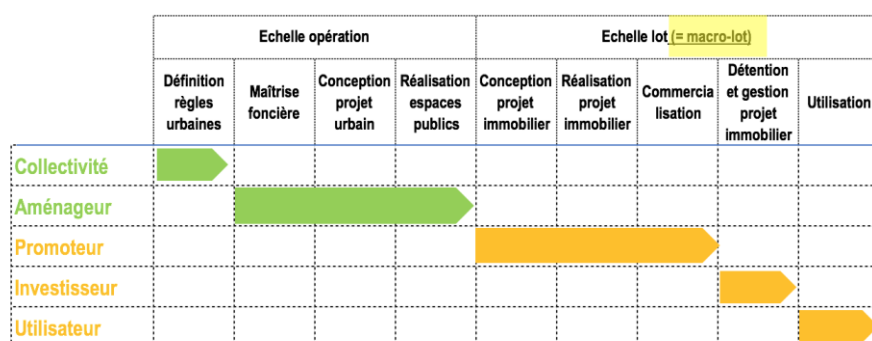 Echelle opération
Echelle lot (= macro-lot)
Définition règles urbaines
Maîtrise foncière
Conception projet urbain
Réalisation espaces publics
Conception projet immobilier
Réalisation projet immobilier
Commercia lisation
Détention et gestion projet immobilier
Utilisation
Collectivité
Aménageur
Promoteur
Investisseur
Utilisateur